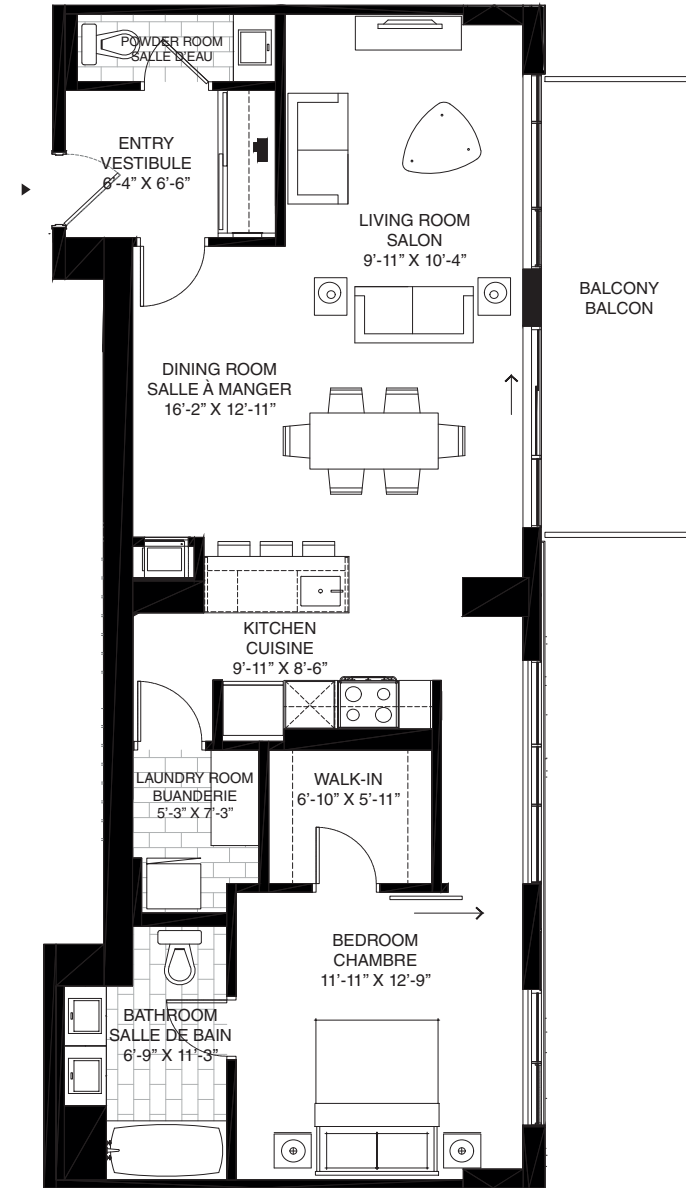 POWDER ROOM
SALLE D'EAU
ENTRY
VESTIBULE
6'-4” X 6'-6”
LIVING ROOM
SALON
9'-11” X 10'-4”
BALCONY
BALCON
DINING ROOM
SALLE À MANGER
16'-2” X 12'-11”
KITCHEN
CUISINE
9'-11” X 8'-6”
LAUNDRY ROOM
BUANDERIE
5'-3” X 7'-3”
WALK-IN
6'-10” X 5'-11”
BEDROOM
CHAMBRE
11'-11” X 12'-9”
BATHROOM
SALLE DE BAIN
6'-9” X 11'-3”